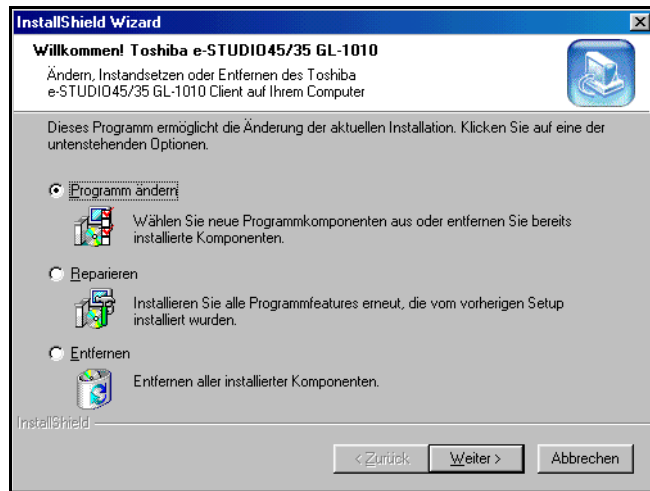 InstallShield Wizard
Willkommen! Toshiba e-STUDIO45/35 GL-1010
Ändern, Instandsetzen oder Entfernen des Toshiba
e-STUDIO45/35 GL-1010 Client auf Ihrem Computer
Dieses Programm ermöglicht die Änderung der aktuellen Installation. Klicken Sie auf eine der
untenstehenden Optionen.
Programm ändern
Wählen Sie neue Programmkomponenten aus oder entfernen Sie bereits
installierte Komponenten.
Reparieren
Installieren Sie alle Programmfeatures erneut, die vom vorherigen Setup
installiert wurden.
Entfernen
Entfernen aller installierter Komponenten.
InstallShield
< Zurück
Weiter >
Abbrechen